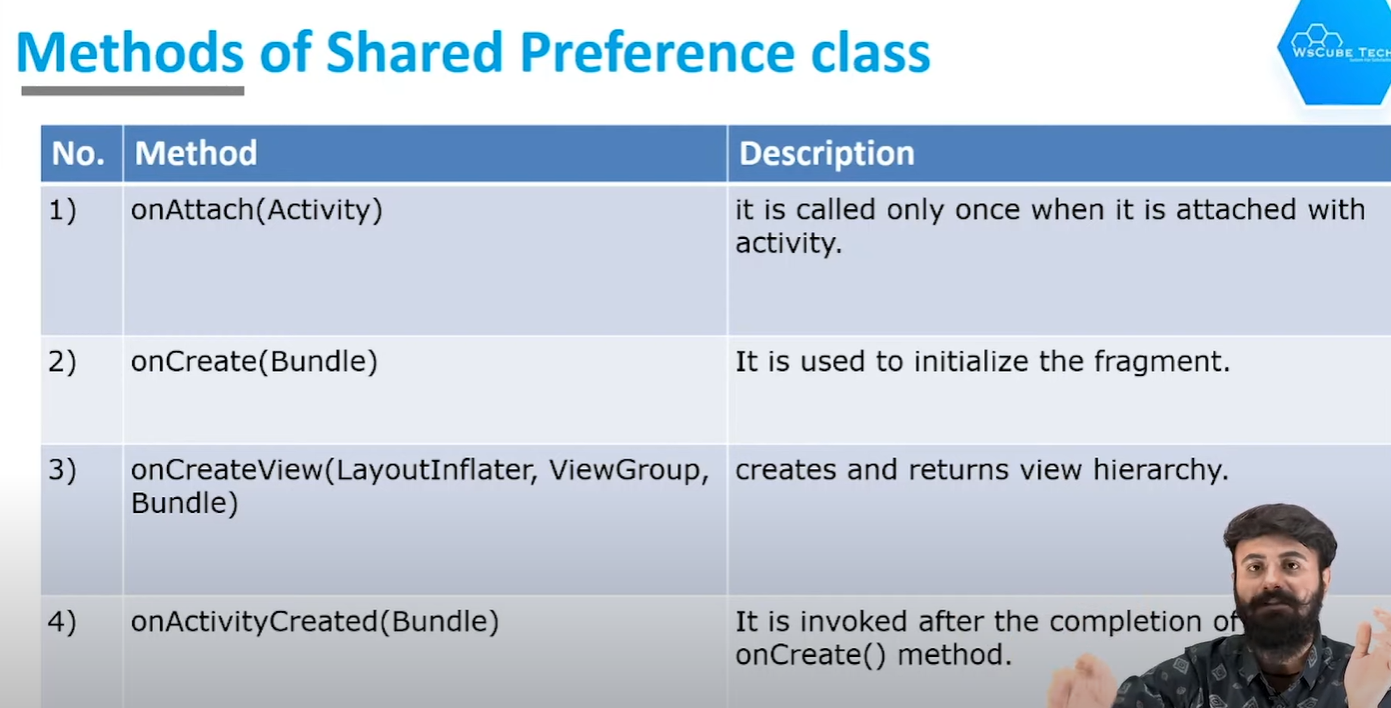 Methods of Shared Preference class
WsCube Tech
No. Method Description
1) onAttach(Activity) it is called only once when it is attached with
activity.
2) onCreate(Bundle) It is used to initialize the fragment.
3) onCreateView(LayoutInflater, ViewGroup, creates and returns view hierarchy.
Bundle)
4) onActivityCreated(Bundle) It is invoked after the completion of
onCreate() method.